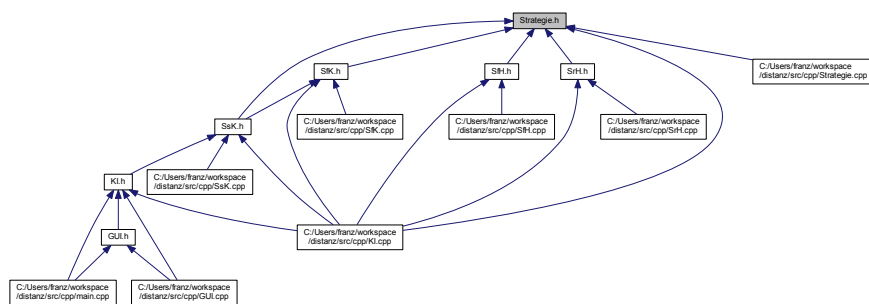 Strategie.h
SfK.h
SfH.h
SrH.h
C:/Users/franz/workspace
/distanz/src/cpp/Strategie.cpp
SsK.h
C:/Users/franz/workspace
/distanz/src/cpp/SfK.cpp
C:/Users/franz/workspace
/distanz/src/cpp/SfH.cpp
C:/Users/franz/workspace
/distanz/src/cpp/SrH.cpp
KI.h
C:/Users/franz/workspace
/distanz/src/cpp/SsK.cpp
GUI.h
C:/Users/franz/workspace
/distanz/src/cpp/KI.cpp
C:/Users/franz/workspace
/distanz/src/cpp/main.cpp
C:/Users/franz/workspace
/distanz/src/cpp/GUI.cpp